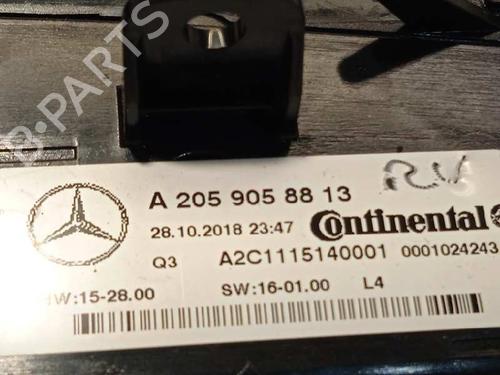 B-PARTS
A 205 905 88 13
RV
28.10.2018 23:47
Continental
Q3
A2C1115140001
0001024243
HW:15-28.00
SW:16-01.00
L4